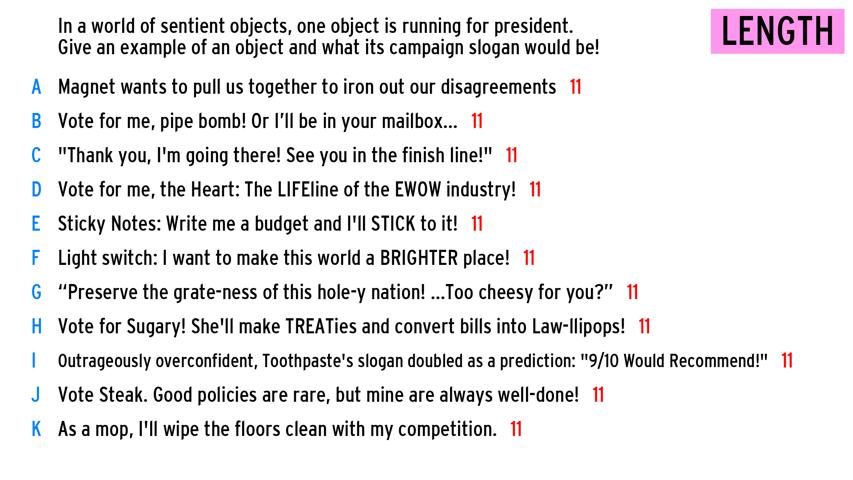 In a world of sentient objects, one object is running for president.
Give an example of an object and what its campaign slogan would be!
LENGTH
A Magnet wants to pull us together to iron out our disagreements 11
B Vote for me, pipe bomb! Or I'll be in your mailbox... 11
C "Thank you, I'm going there! See you in the finish line!" 11
D Vote for me, the Heart: The LIFEline of the EWOW industry! 11
E Sticky Notes: Write me a budget and I'll STICK to it! 11
F Light switch: I want to make this world a BRIGHTER place! 11
G “Preserve the grate-ness of this hole-y nation! ...Too cheesy for you?” 11
H Vote for Sugary! She'll make TREATies and convert bills into Law-llipops! 11
I Outrageously overconfident, Toothpaste's slogan doubled as a prediction: "9/10 Would Recommend!" 11
J Vote Steak. Good policies are rare, but mine are always well-done! 11
K As a mop, I'll wipe the floors clean with my competition. 11